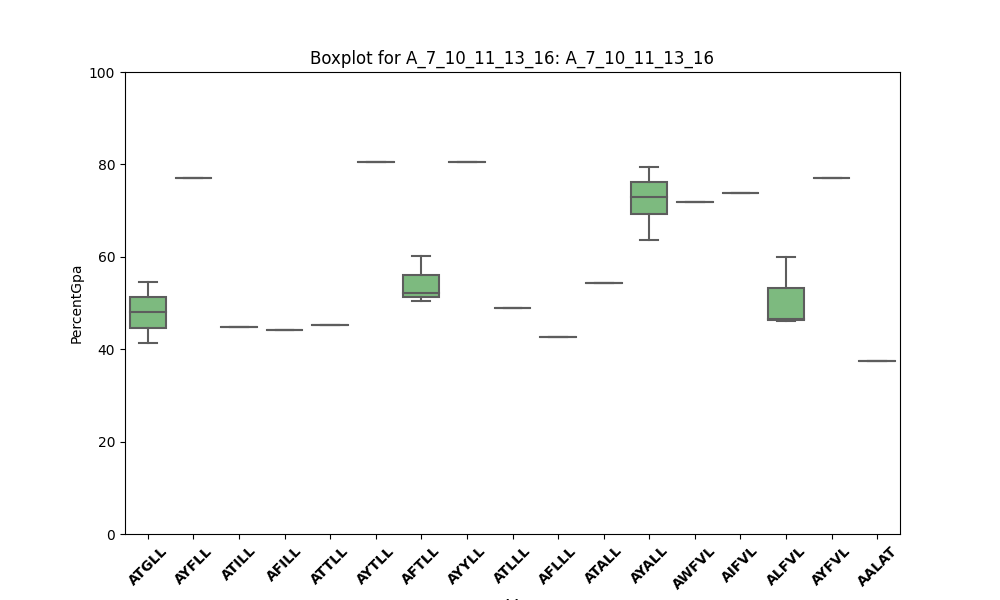 Boxplot for A_7_10_11_13_16: A_7_10_11_13_16
PercentGpa
100
80
60
40
20
0
ATGLL
AYFLL
ATILL
AFILL
ATTLL
AYTLL
AFTLL
AYYLL
ATLLL
AFLLL
ATALL
AYALL
AWFVL
AIFVL
ALFVL
AYFVL
AALAT